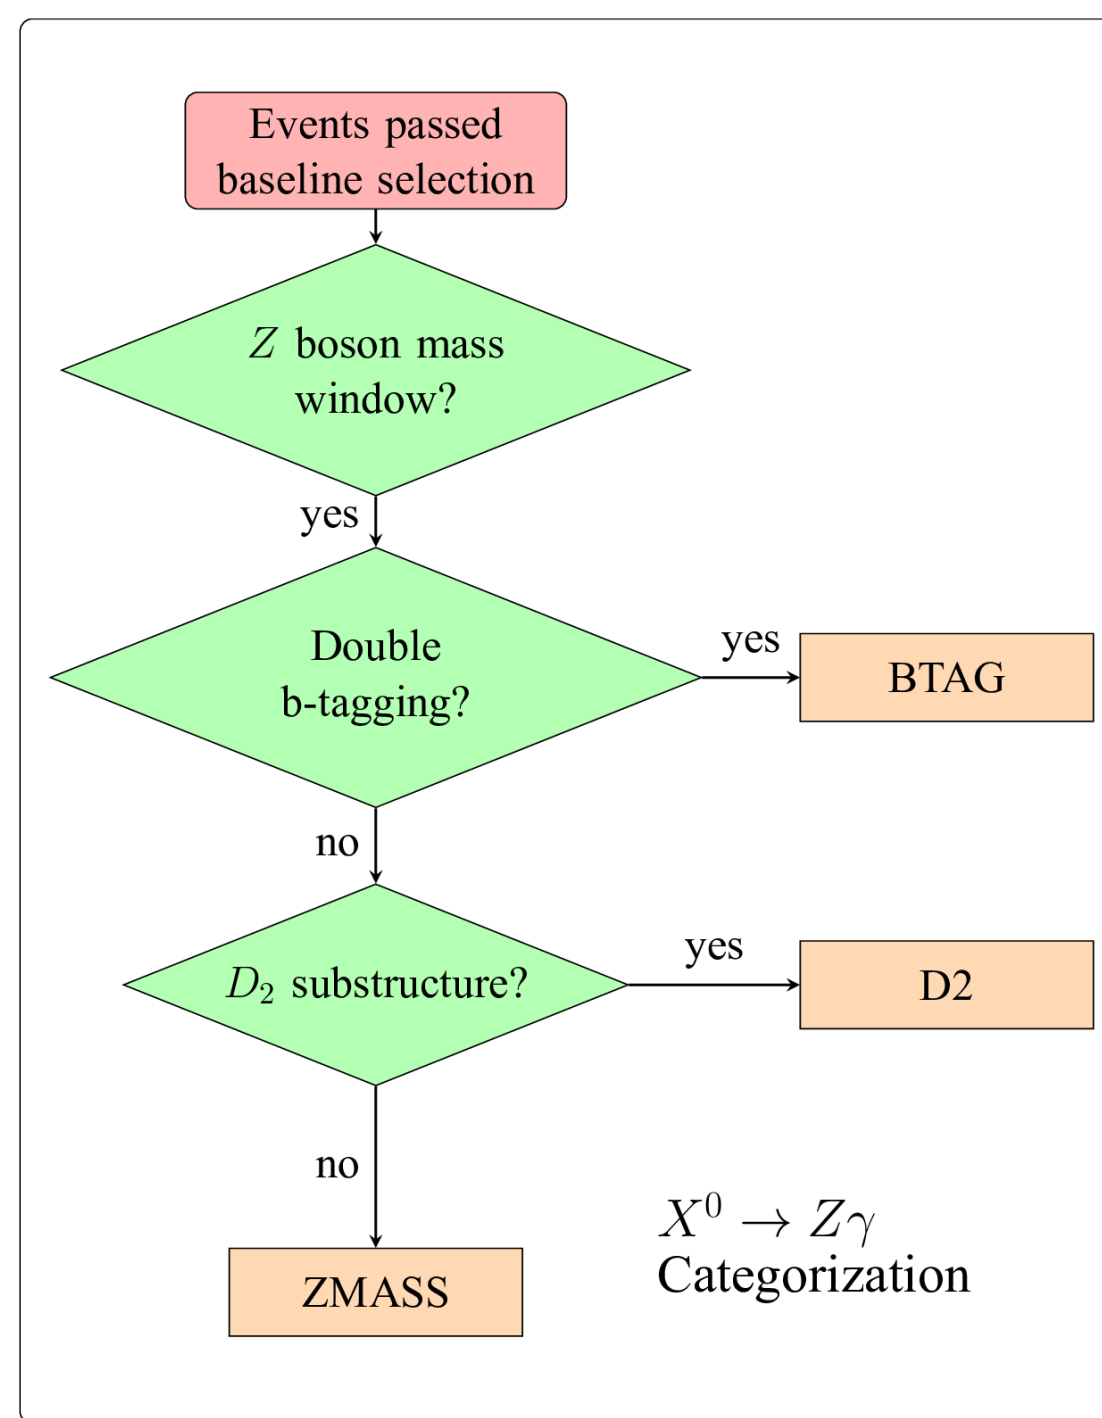 Events passed
baseline selection
Z boson mass
window?
yes
Double
b-tagging?
yes
BTAG
no
D₂ substructure?
yes
D2
no
X⁰ → Zγ
Categorization
ZMASS